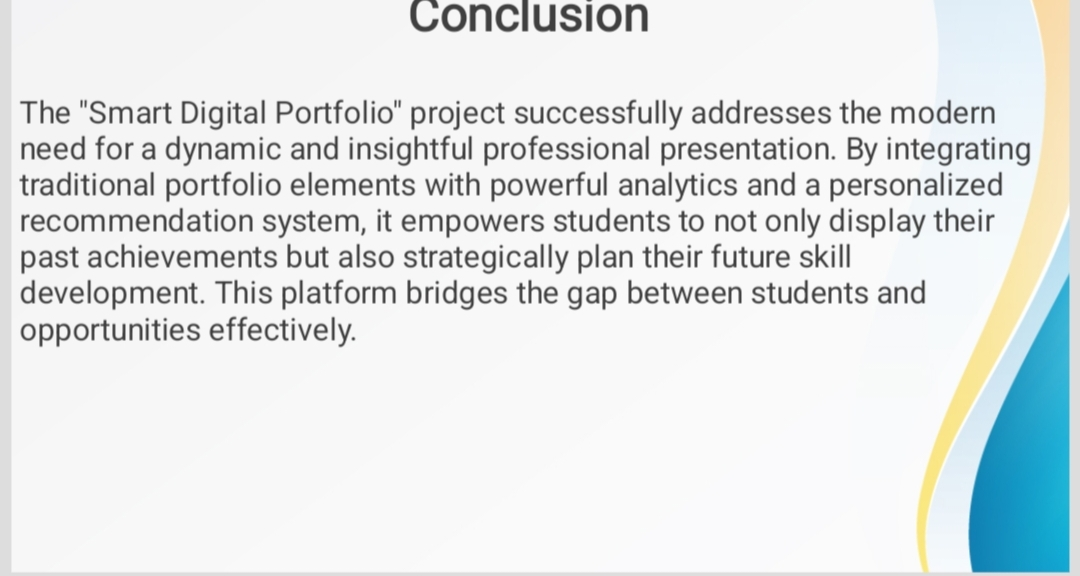 Conclusion
The "Smart Digital Portfolio" project successfully addresses the modern
need for a dynamic and insightful professional presentation. By integrating
traditional portfolio elements with powerful analytics and a personalized
recommendation system, it empowers students to not only display their
past achievements but also strategically plan their future skill
development. This platform bridges the gap between students and
opportunities effectively.